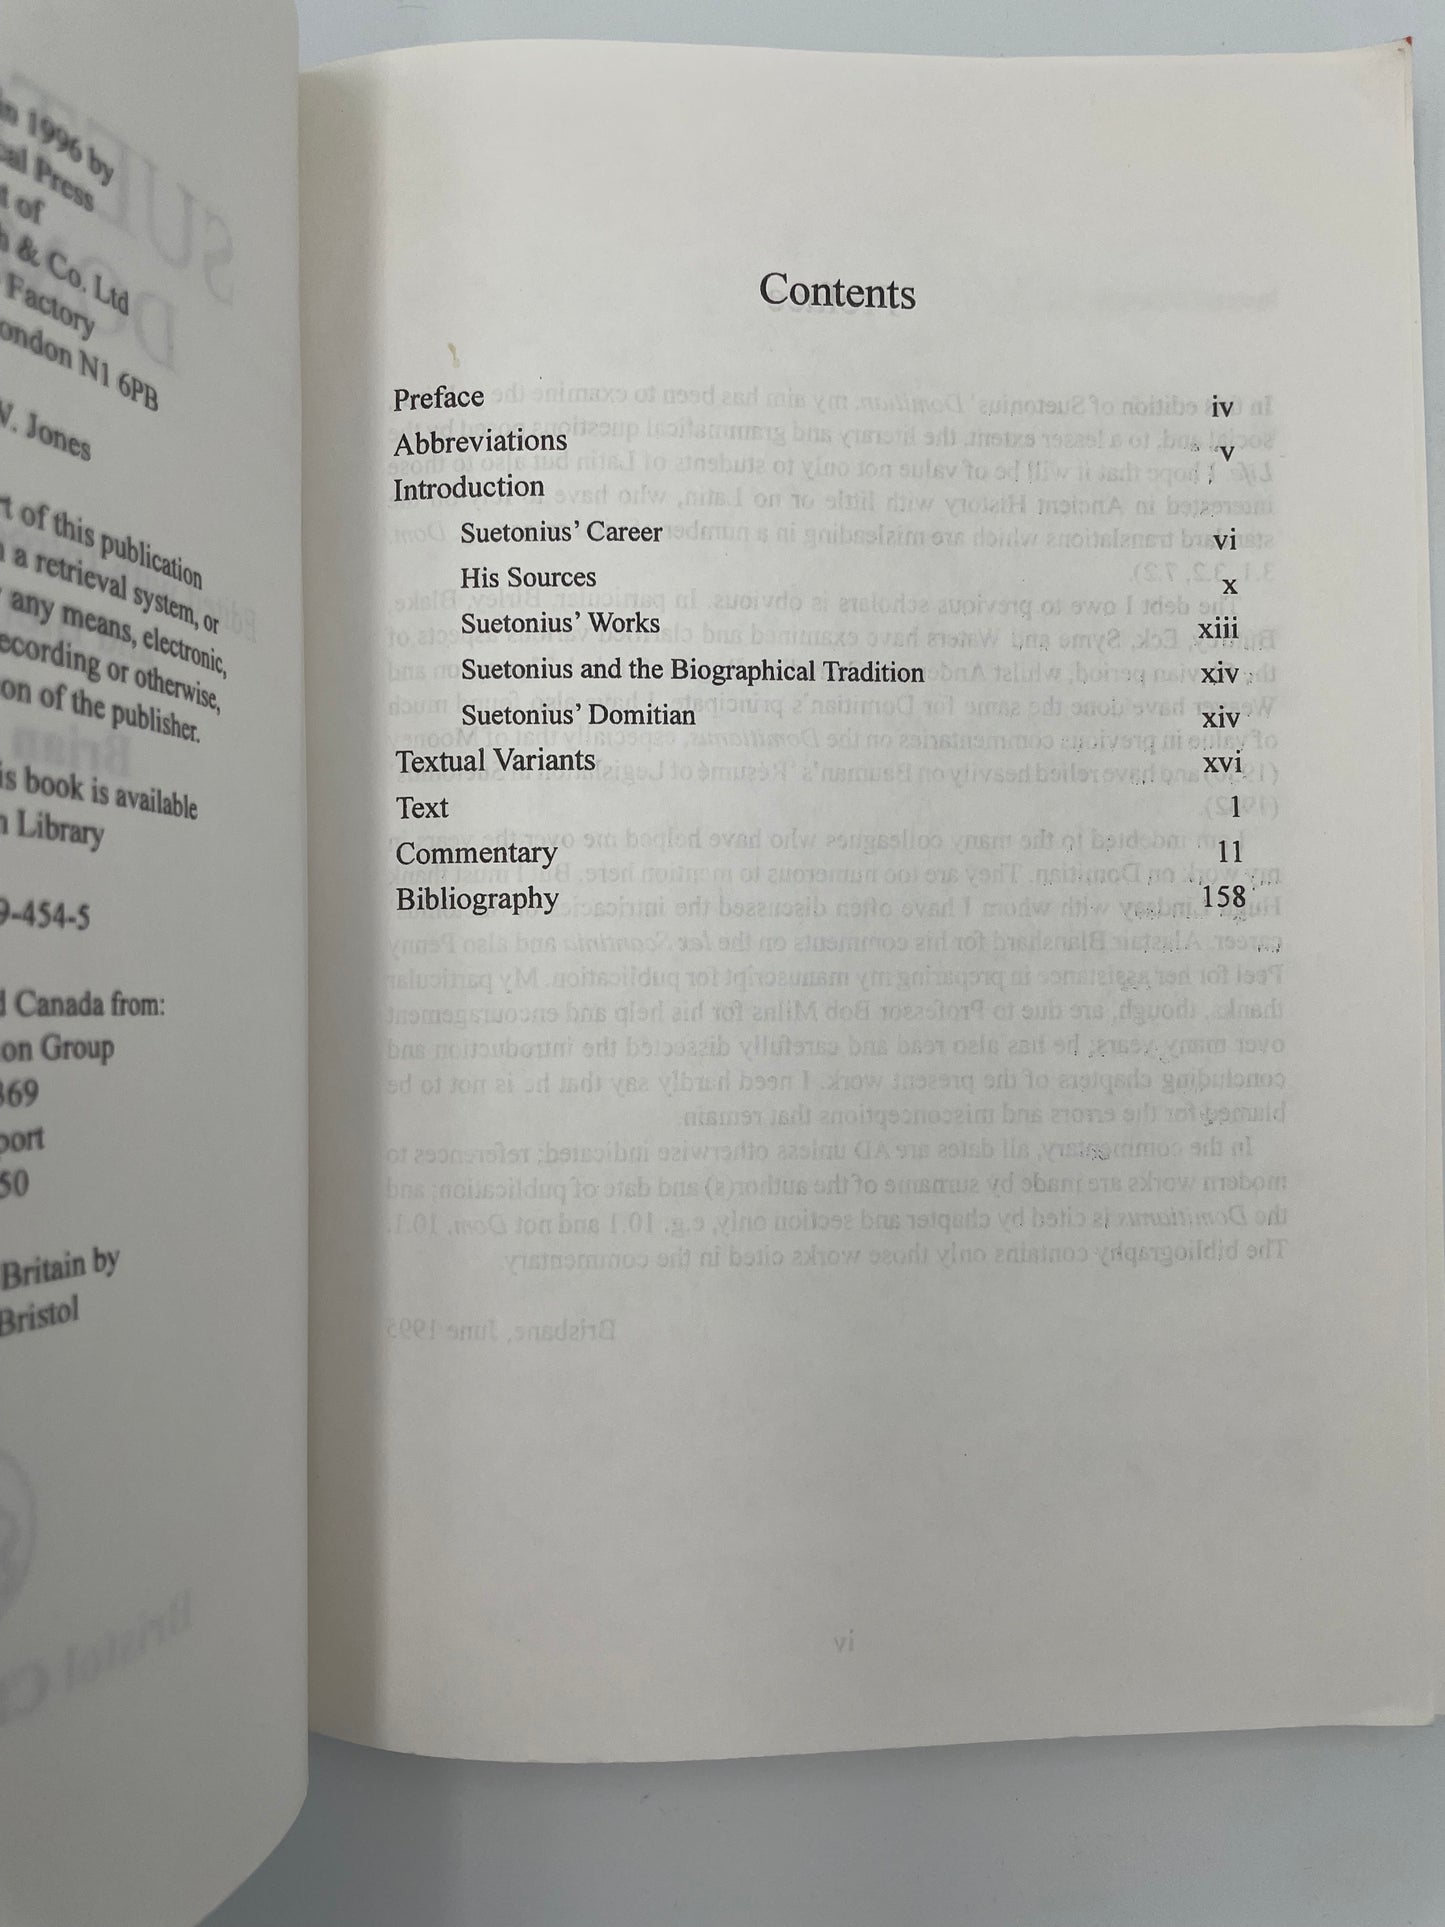 in 1996 by
cal Press
t of
h & Co. Ltd
Factory
ondon N1 6PB
W. Jones
rt of this publication
n a retrieval system, or
any means, electronic,
ecording or otherwise,
on of the publisher.
is book is available
n Library
9-454-5
d Canada from:
on Group
369
port
50
Britain by
Bristol
Contents
Preface iv
Abbreviations v
Introduction
Suetonius’ Career vi
His Sources x
Suetonius’ Works xiii
Suetonius and the Biographical Tradition xiv
Suetonius’ Domitian xiv
Textual Variants xvi
Text 1
Commentary 11
Bibliography 158